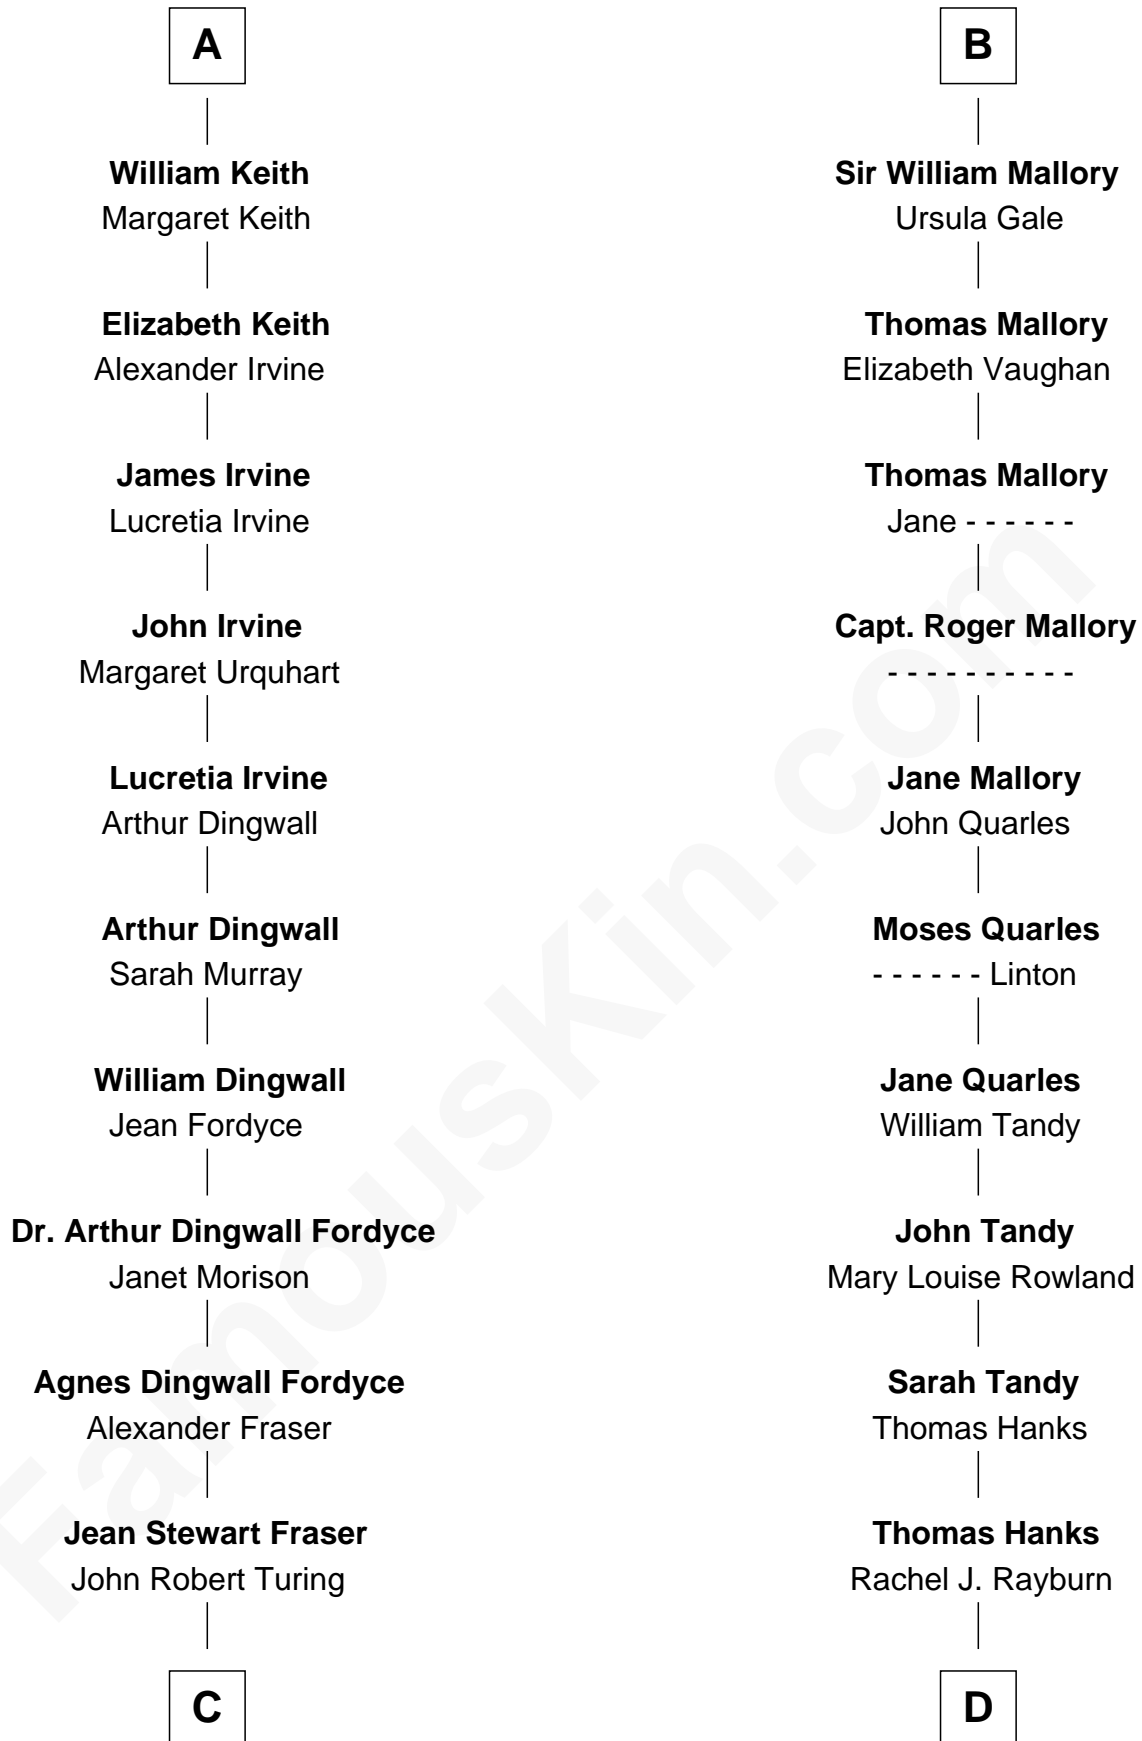 A
William Keith
Margaret Keith
Elizabeth Keith
Alexander Irvine
James Irvine
Lucretia Irvine
John Irvine
Margaret Urquhart
Lucretia Irvine
Arthur Dingwall
Arthur Dingwall
Sarah Murray
William Dingwall
Jean Fordyce
Dr. Arthur Dingwall Fordyce
Janet Morison
Agnes Dingwall Fordyce
Alexander Fraser
Jean Stewart Fraser
John Robert Turing
C
B
Sir William Mallory
Ursula Gale
Thomas Mallory
Elizabeth Vaughan
Thomas Mallory
Jane - - - - - -
Capt. Roger Mallory
- - - - - - - - - -
Jane Mallory
John Quarles
Moses Quarles
- - - - - - Linton
Jane Quarles
William Tandy
John Tandy
Mary Louise Rowland
Sarah Tandy
Thomas Hanks
Thomas Hanks
Rachel J. Rayburn
D
FamousKin.com